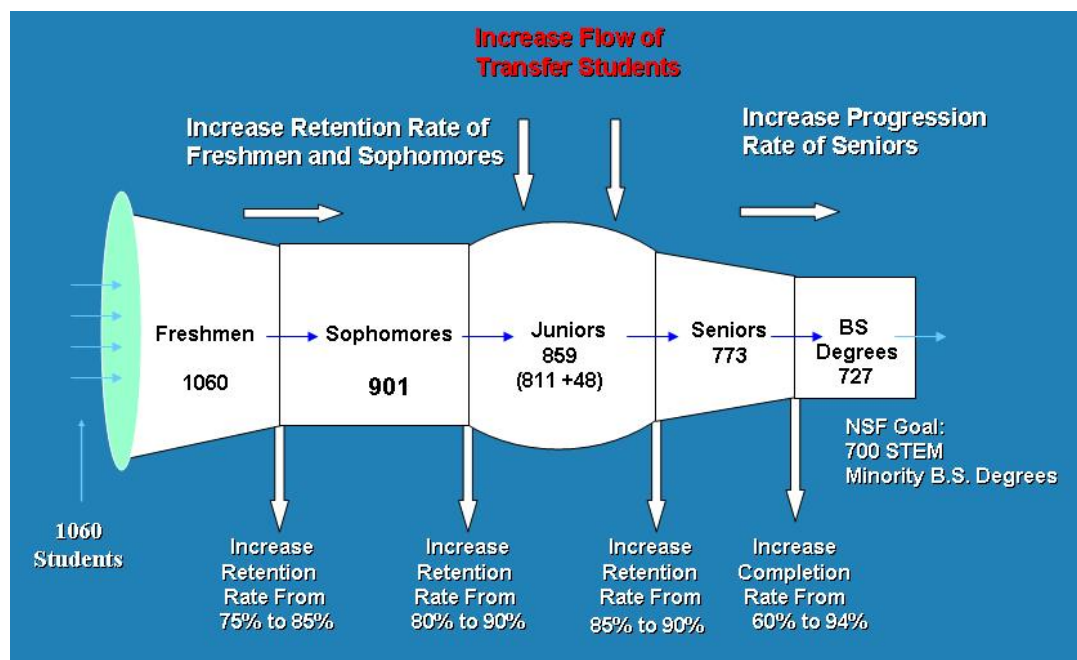 Increase Flow of
Transfer Students
Increase Retention Rate of
Freshmen and Sophomores
Increase Progression
Rate of Seniors
Freshmen
1060
Sophomores
901
Juniors
859
(811 +48)
Seniors
773
BS
Degrees
727
NSF Goal:
700 STEM
Minority B.S. Degrees
1060
Students
Increase
Retention
Rate From
75% to 85%
Increase
Retention
Rate From
80% to 90%
Increase
Retention
Rate From
85% to 90%
Increase
Completion
Rate From
60% to 94%